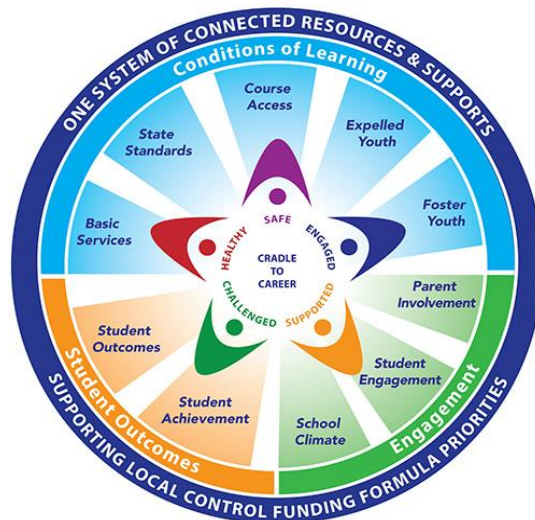 ONE SYSTEM OF CONNECTED RESOURCES & SUPPORTS
Conditions of Learning
Course
Access
State
Standards
Expelled
Youth
Basic
Services
Foster
Youth
SAFE
HEALTHY
ENGAGED
CRADLE
TO
CAREER
CHALLENGED
SUPPORTED
Parent
Involvement
Student
Outcomes
Student
Engagement
Student
Achievement
School
Climate
Student Outcomes
Engagement
SUPPORTING LOCAL CONTROL FUNDING FORMULA PRIORITIES